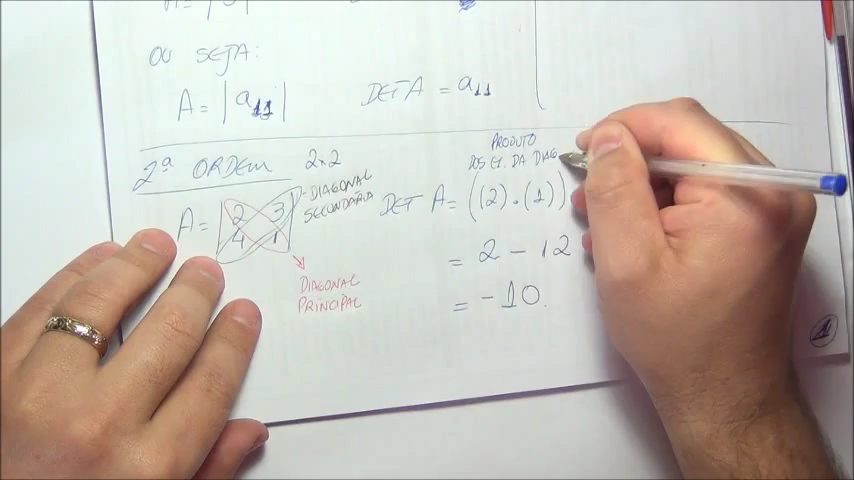 OU SEJA:
A = | a11 | DET A = a11
2ª ORDEM 2x2
PRODUTO
DOS EL. DA DIAG
A = | 2 3 | - DIAGONAL
4 1 SECUNDÁRIA
DET A = ((2) . (1))
= 2 - 12
= -10.
DIAGONAL
PRINCIPAL
1